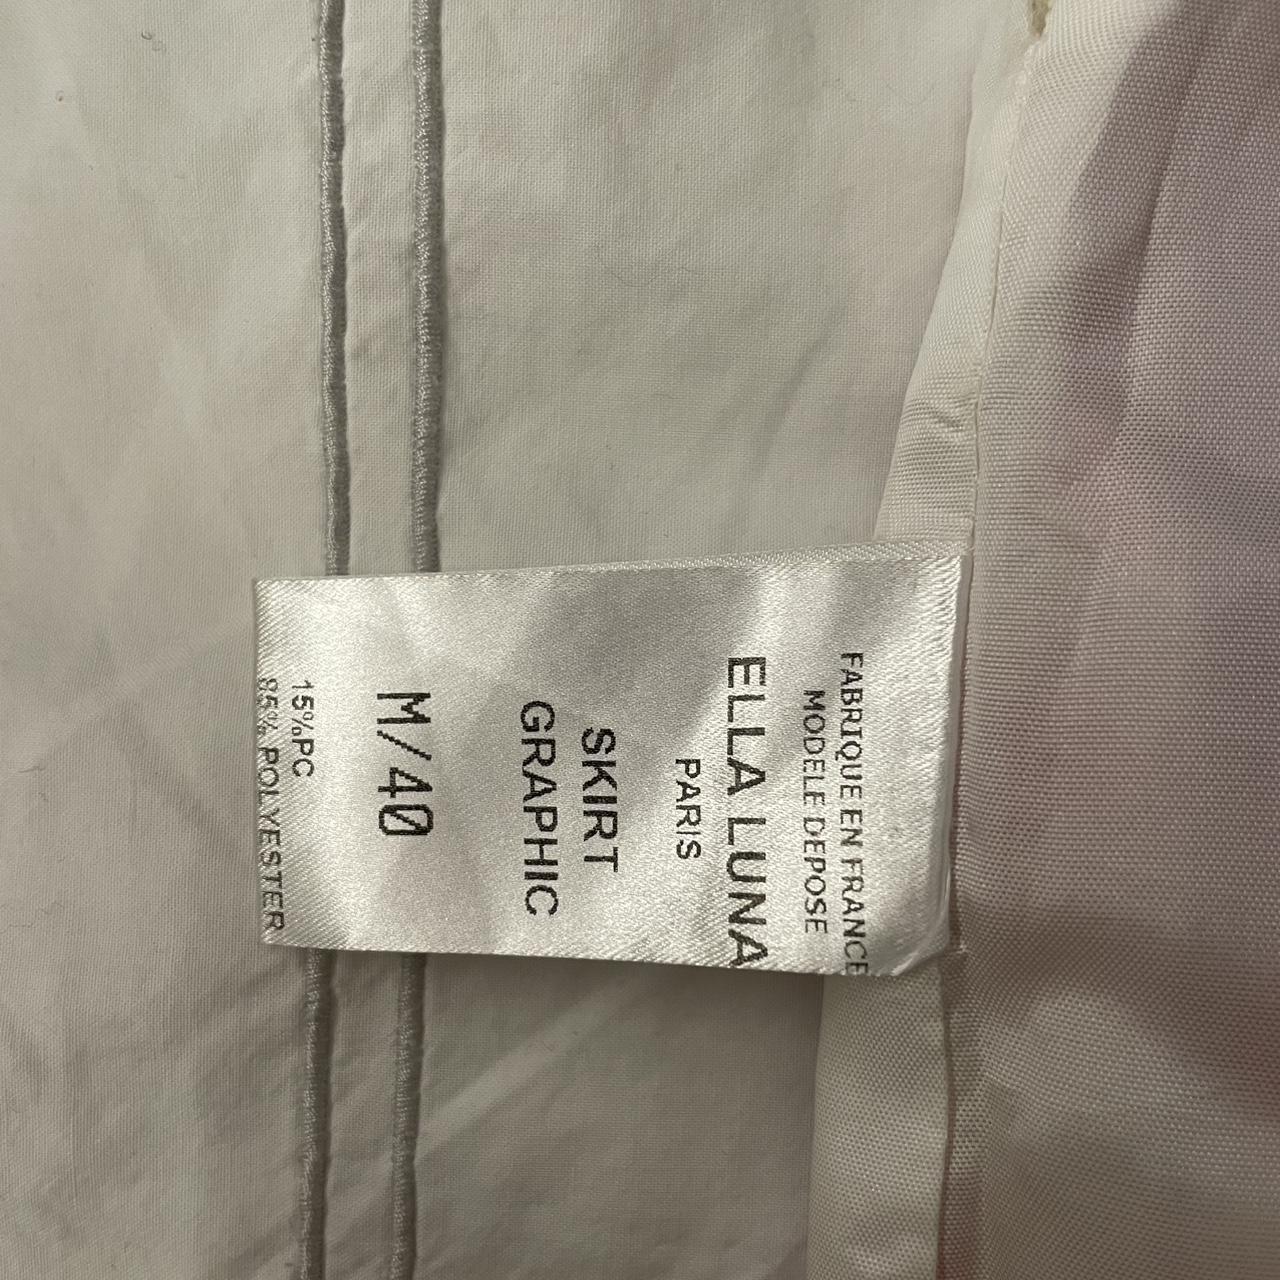 FABRIQUE EN FRANCE
MODELE DEPOSE
ELLA LUNA
PARIS
SKIRT
GRAPHIC
M/40
15%PC
85% POLYESTER